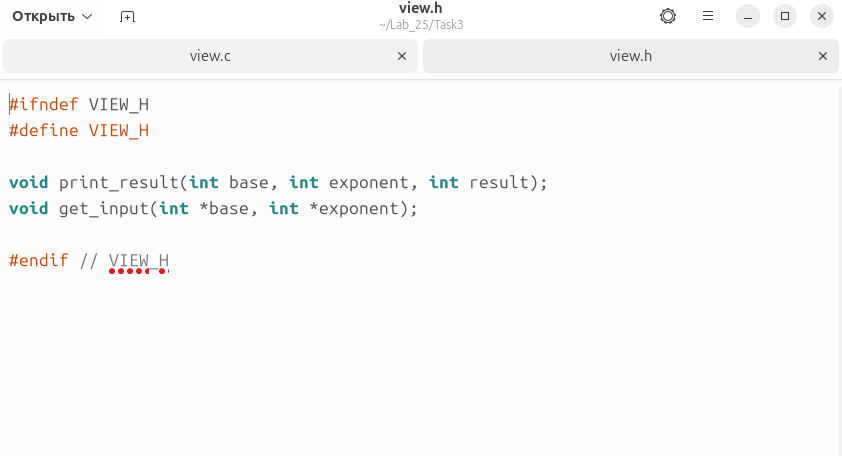 Открыть
view.h
~/Lab_25/Task3
view.c
view.h
#ifndef VIEW_H
#define VIEW_H
void print_result(int base, int exponent, int result);
void get_input(int *base, int *exponent);
#endif // VIEW_H